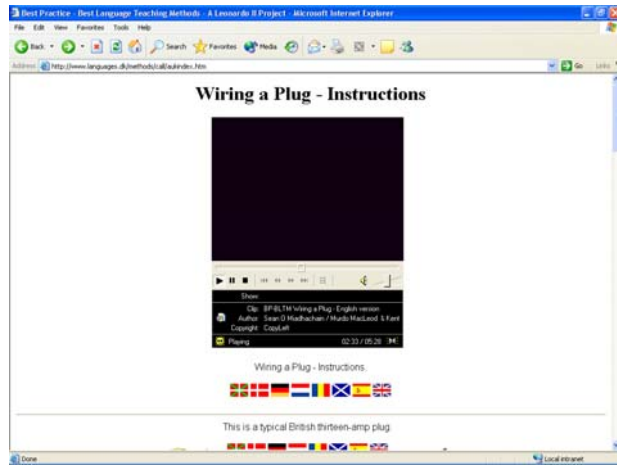 Best Practice - Best Language Teaching Methods - A Leonardo II Project - Microsoft Internet Explorer
File Edit View Favorites Tools Help
Back Search Favorites Media
Address http://www.languages.dk/methods/call/aukindex.htm Go Links
Wiring a Plug - Instructions
Show:
Clip: BP-BLTM Wiring a Plug - English version
Author: Sean O Miadhachain / Murdo MacLeod & Kent
Copyright: CopyLeft
Playing 02:33 / 05:28
Wiring a Plug - Instructions.
This is a typical British thirteen-amp plug
Done Local intranet